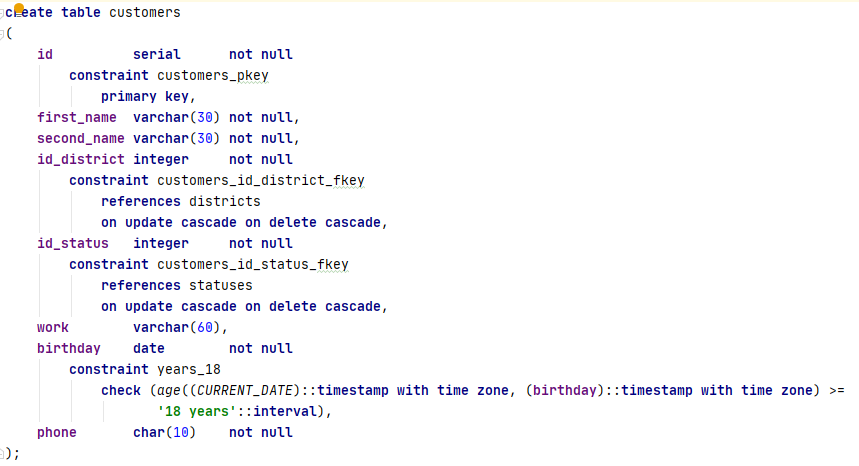 create table customers
(
    id          serial      not null
        constraint customers_pkey
            primary key,
    first_name  varchar(30) not null,
    second_name varchar(30) not null,
    id_district integer     not null
        constraint customers_id_district_fkey
            references districts
            on update cascade on delete cascade,
    id_status   integer     not null
        constraint customers_id_status_fkey
            references statuses
            on update cascade on delete cascade,
    work        varchar(60),
    birthday    date        not null
        constraint years_18
            check (age((CURRENT_DATE)::timestamp with time zone, (birthday)::timestamp with time zone) >=
                   '18 years'::interval),
    phone       char(10)    not null
);